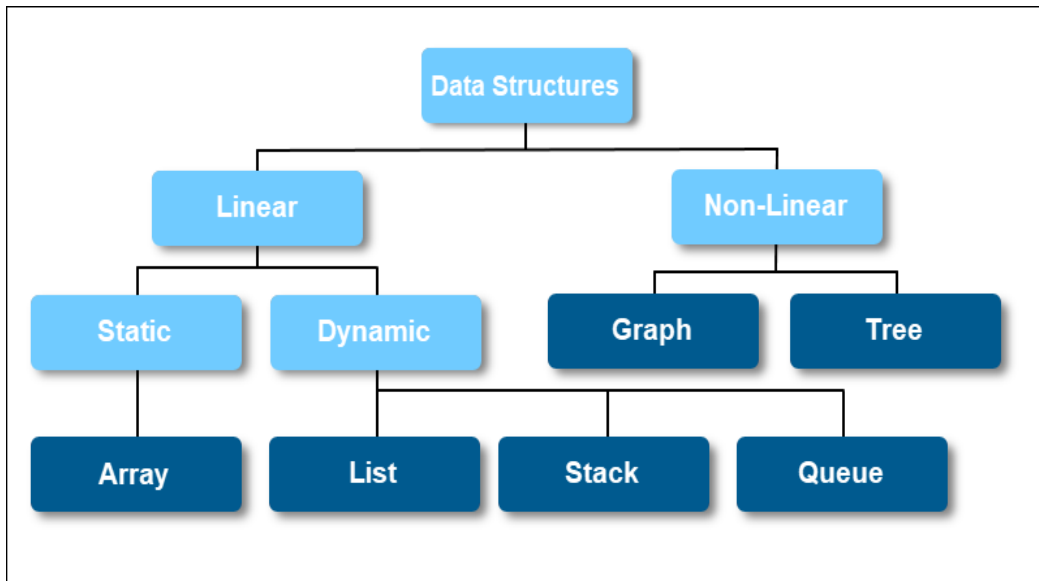 Data Structures
Linear
Non-Linear
Static
Dynamic
Graph
Tree
Array
List
Stack
Queue